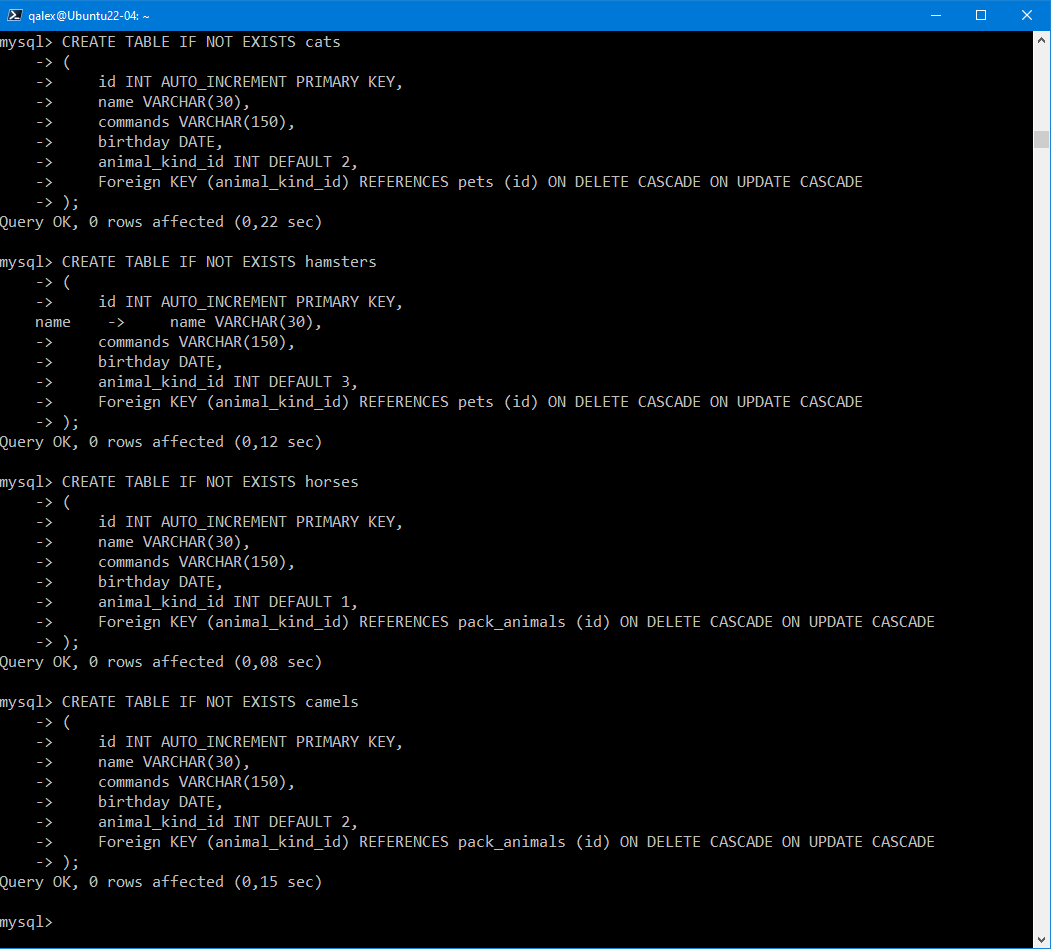 qalex@Ubuntu22-04: ~
mysql> CREATE TABLE IF NOT EXISTS cats
    -> (
    ->     id INT AUTO_INCREMENT PRIMARY KEY,
    ->     name VARCHAR(30),
    ->     commands VARCHAR(150),
    ->     birthday DATE,
    ->     animal_kind_id INT DEFAULT 2,
    ->     Foreign KEY (animal_kind_id) REFERENCES pets (id) ON DELETE CASCADE ON UPDATE CASCADE
    -> );
Query OK, 0 rows affected (0,22 sec)

mysql> CREATE TABLE IF NOT EXISTS hamsters
    -> (
    ->     id INT AUTO_INCREMENT PRIMARY KEY,
    name    ->     name VARCHAR(30),
    ->     commands VARCHAR(150),
    ->     birthday DATE,
    ->     animal_kind_id INT DEFAULT 3,
    ->     Foreign KEY (animal_kind_id) REFERENCES pets (id) ON DELETE CASCADE ON UPDATE CASCADE
    -> );
Query OK, 0 rows affected (0,12 sec)

mysql> CREATE TABLE IF NOT EXISTS horses
    -> (
    ->     id INT AUTO_INCREMENT PRIMARY KEY,
    ->     name VARCHAR(30),
    ->     commands VARCHAR(150),
    ->     birthday DATE,
    ->     animal_kind_id INT DEFAULT 1,
    ->     Foreign KEY (animal_kind_id) REFERENCES pack_animals (id) ON DELETE CASCADE ON UPDATE CASCADE
    -> );
Query OK, 0 rows affected (0,08 sec)

mysql> CREATE TABLE IF NOT EXISTS camels
    -> (
    ->     id INT AUTO_INCREMENT PRIMARY KEY,
    ->     name VARCHAR(30),
    ->     commands VARCHAR(150),
    ->     birthday DATE,
    ->     animal_kind_id INT DEFAULT 2,
    ->     Foreign KEY (animal_kind_id) REFERENCES pack_animals (id) ON DELETE CASCADE ON UPDATE CASCADE
    -> );
Query OK, 0 rows affected (0,15 sec)

mysql>